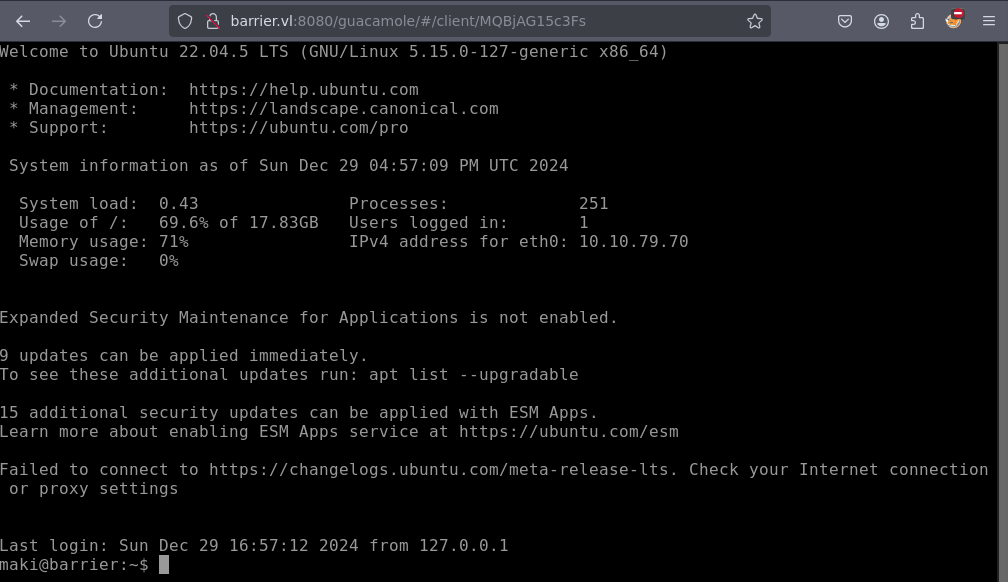 barrier.vl:8080/guacamole/#/client/MQBjAG15c3Fs
Welcome to Ubuntu 22.04.5 LTS (GNU/Linux 5.15.0-127-generic x86_64)
* Documentation:  https://help.ubuntu.com
* Management:     https://landscape.canonical.com
* Support:        https://ubuntu.com/pro
System information as of Sun Dec 29 04:57:09 PM UTC 2024
System load:  0.43               Processes:             251
Usage of /:   69.6% of 17.83GB   Users logged in:       1
Memory usage: 71%                IPv4 address for eth0: 10.10.79.70
Swap usage:   0%
Expanded Security Maintenance for Applications is not enabled.
9 updates can be applied immediately.
To see these additional updates run: apt list --upgradable
15 additional security updates can be applied with ESM Apps.
Learn more about enabling ESM Apps service at https://ubuntu.com/esm
Failed to connect to https://changelogs.ubuntu.com/meta-release-lts. Check your Internet connection
or proxy settings
Last login: Sun Dec 29 16:57:12 2024 from 127.0.0.1
maki@barrier:~$